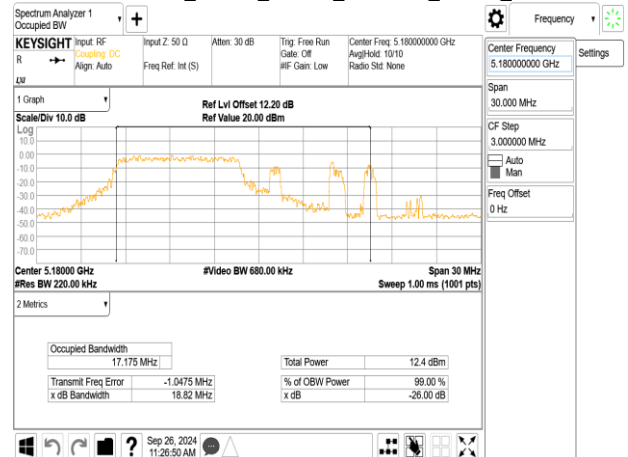 Spectrum Analyzer 1
Occupied BW
Frequency
KEYSIGHT
Input: RF
Coupling: DC
Align: Auto
Input Z: 50 Ω
Freq Ref: Int (S)
Atten: 30 dB
Trig: Free Run
Gate: Off
#IF Gain: Low
Center Freq: 5.180000000 GHz
Avg|Hold: 10/10
Radio Std: None
R
LXI
Center Frequency
5.180000000 GHz
Settings
Span
30.000 MHz
CF Step
3.000000 MHz
Auto
Man
Freq Offset
0 Hz
1 Graph
Scale/Div 10.0 dB
Ref Lvl Offset 12.20 dB
Ref Value 20.00 dBm
Log
10.0
0.00
-10.0
-20.0
-30.0
-40.0
-50.0
-60.0
-70.0
Center 5.18000 GHz
#Video BW 680.00 kHz
Span 30 MHz
#Res BW 220.00 kHz
Sweep 1.00 ms (1001 pts)
2 Metrics
Occupied Bandwidth
17.175 MHz
Total Power 12.4 dBm
Transmit Freq Error -1.0475 MHz
% of OBW Power 99.00 %
x dB Bandwidth 18.82 MHz
x dB -26.00 dB
Sep 26, 2024
11:26:50 AM